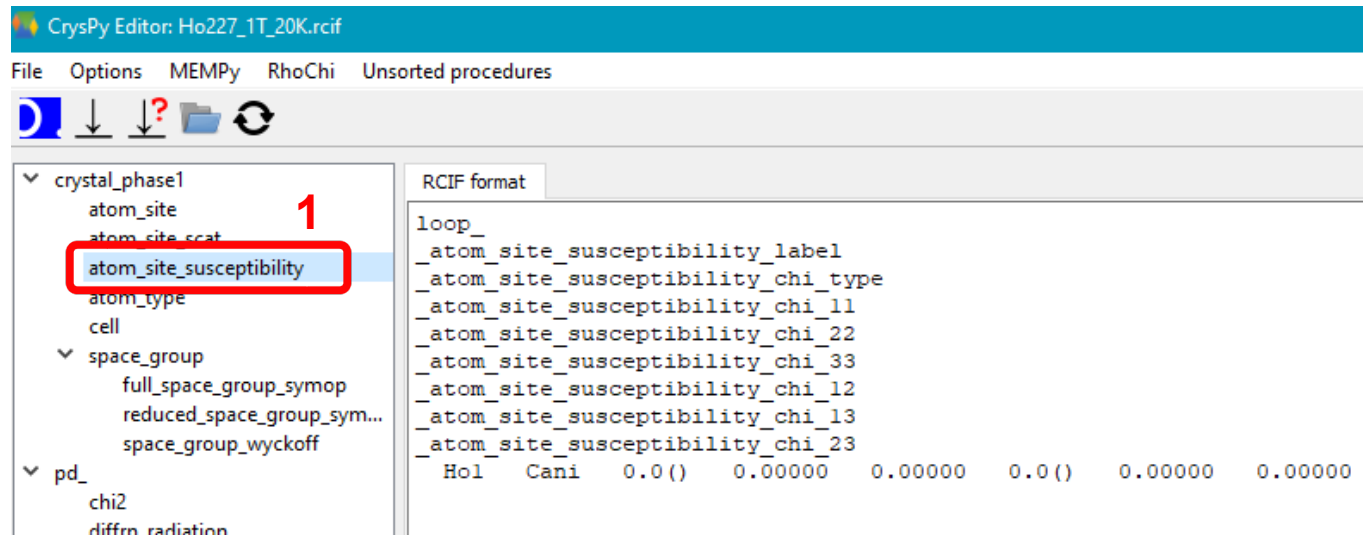 CrysPy Editor: Ho227_1T_20K.rcif
File Options MEMPy RhoChi Unsorted procedures
?
crystal_phase1
atom_site
1
atom_site_scat
atom_site_susceptibility
atom_type
cell
space_group
full_space_group_symop
reduced_space_group_sym...
space_group_wyckoff
pd_
chi2
diffrn_radiation
RCIF format
loop_
_atom_site_susceptibility_label
_atom_site_susceptibility_chi_type
_atom_site_susceptibility_chi_11
_atom_site_susceptibility_chi_22
_atom_site_susceptibility_chi_33
_atom_site_susceptibility_chi_12
_atom_site_susceptibility_chi_13
_atom_site_susceptibility_chi_23
Ho1 Cani 0.0() 0.00000 0.00000 0.0() 0.00000 0.00000